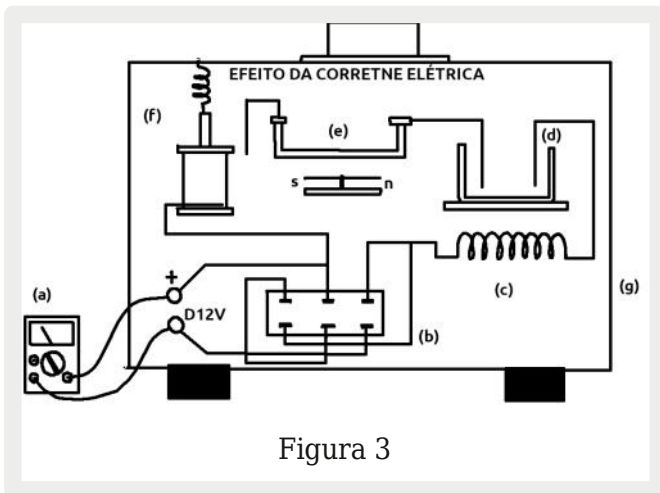 EFEITO DA CORRETNE ELÉTRICA
(f)
(e)
(d)
s n
(a)
+
D12V
(c)
(g)
(b)
Figura 3